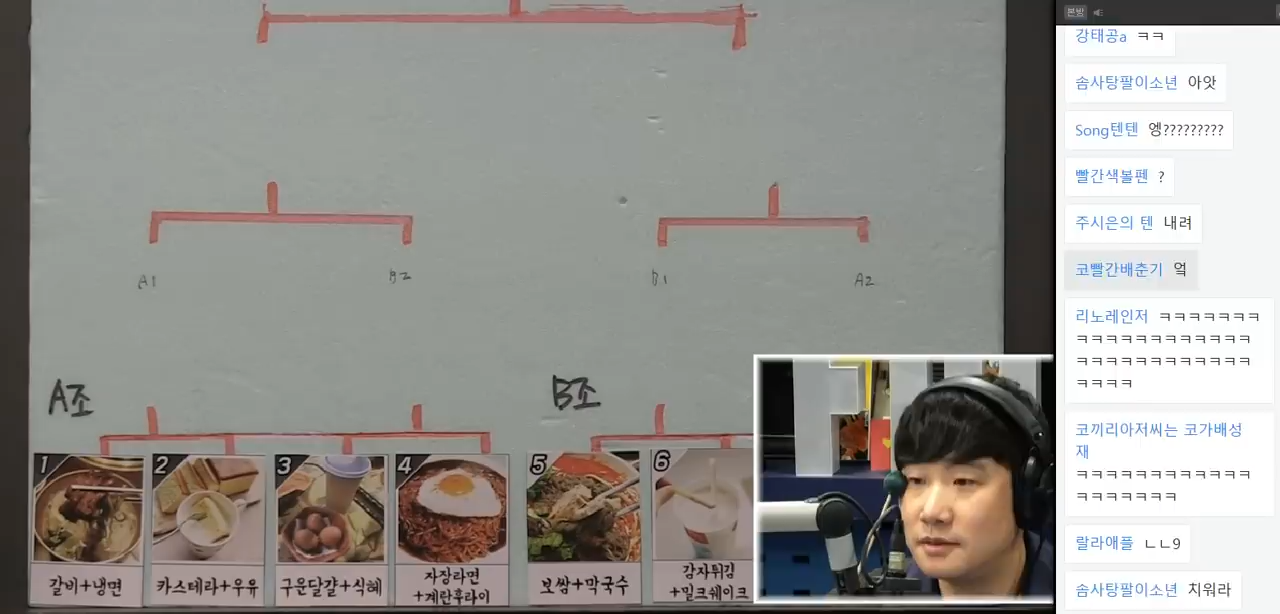 A1
B2
B1
A2
A조
B조
1
2
3
4
5
6
갈비+냉면
카스테라+우유
구운달걀+식혜
자장라면
+계란후라이
보쌈+막국수
감자튀김
+밀크쉐이크
본방
강태공a ㅋㅋ
솜사탕팔이소년 아앗
Song텐텐 엥?????????
빨간색볼펜 ?
주시은의 텐 내려
코빨간배춘기 엌
리노레인저 ㅋㅋㅋㅋㅋㅋㅋ
ㅋㅋㅋㅋㅋㅋㅋㅋㅋㅋㅋㅋ
ㅋㅋㅋㅋㅋㅋㅋㅋㅋㅋㅋㅋ
ㅋㅋㅋㅋ
코끼리아저씨는 코가배성
재
ㅋㅋㅋㅋㅋㅋㅋㅋㅋㅋㅋㅋ
ㅋㅋㅋㅋㅋㅋㅋ
랄라애플 ㄴㄴ9
솜사탕팔이소년 치워라